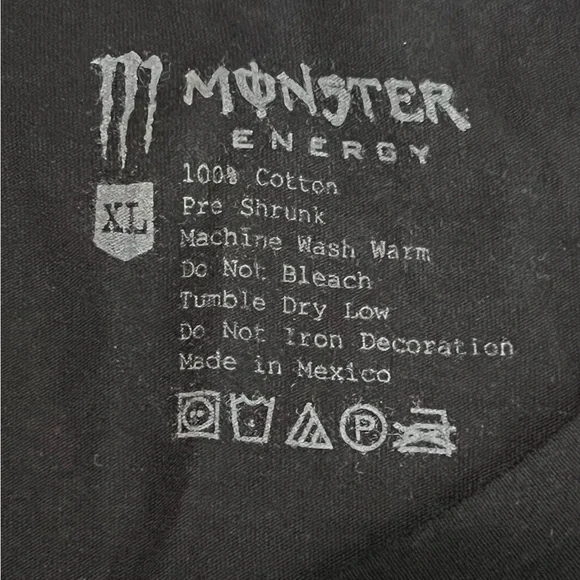 MONSTER
ENERGY
XL
100% Cotton
Pre Shrunk
Machine Wash Warm
Do Not Bleach
Tumble Dry Low
Do Not Iron Decoration
Made in Mexico
P